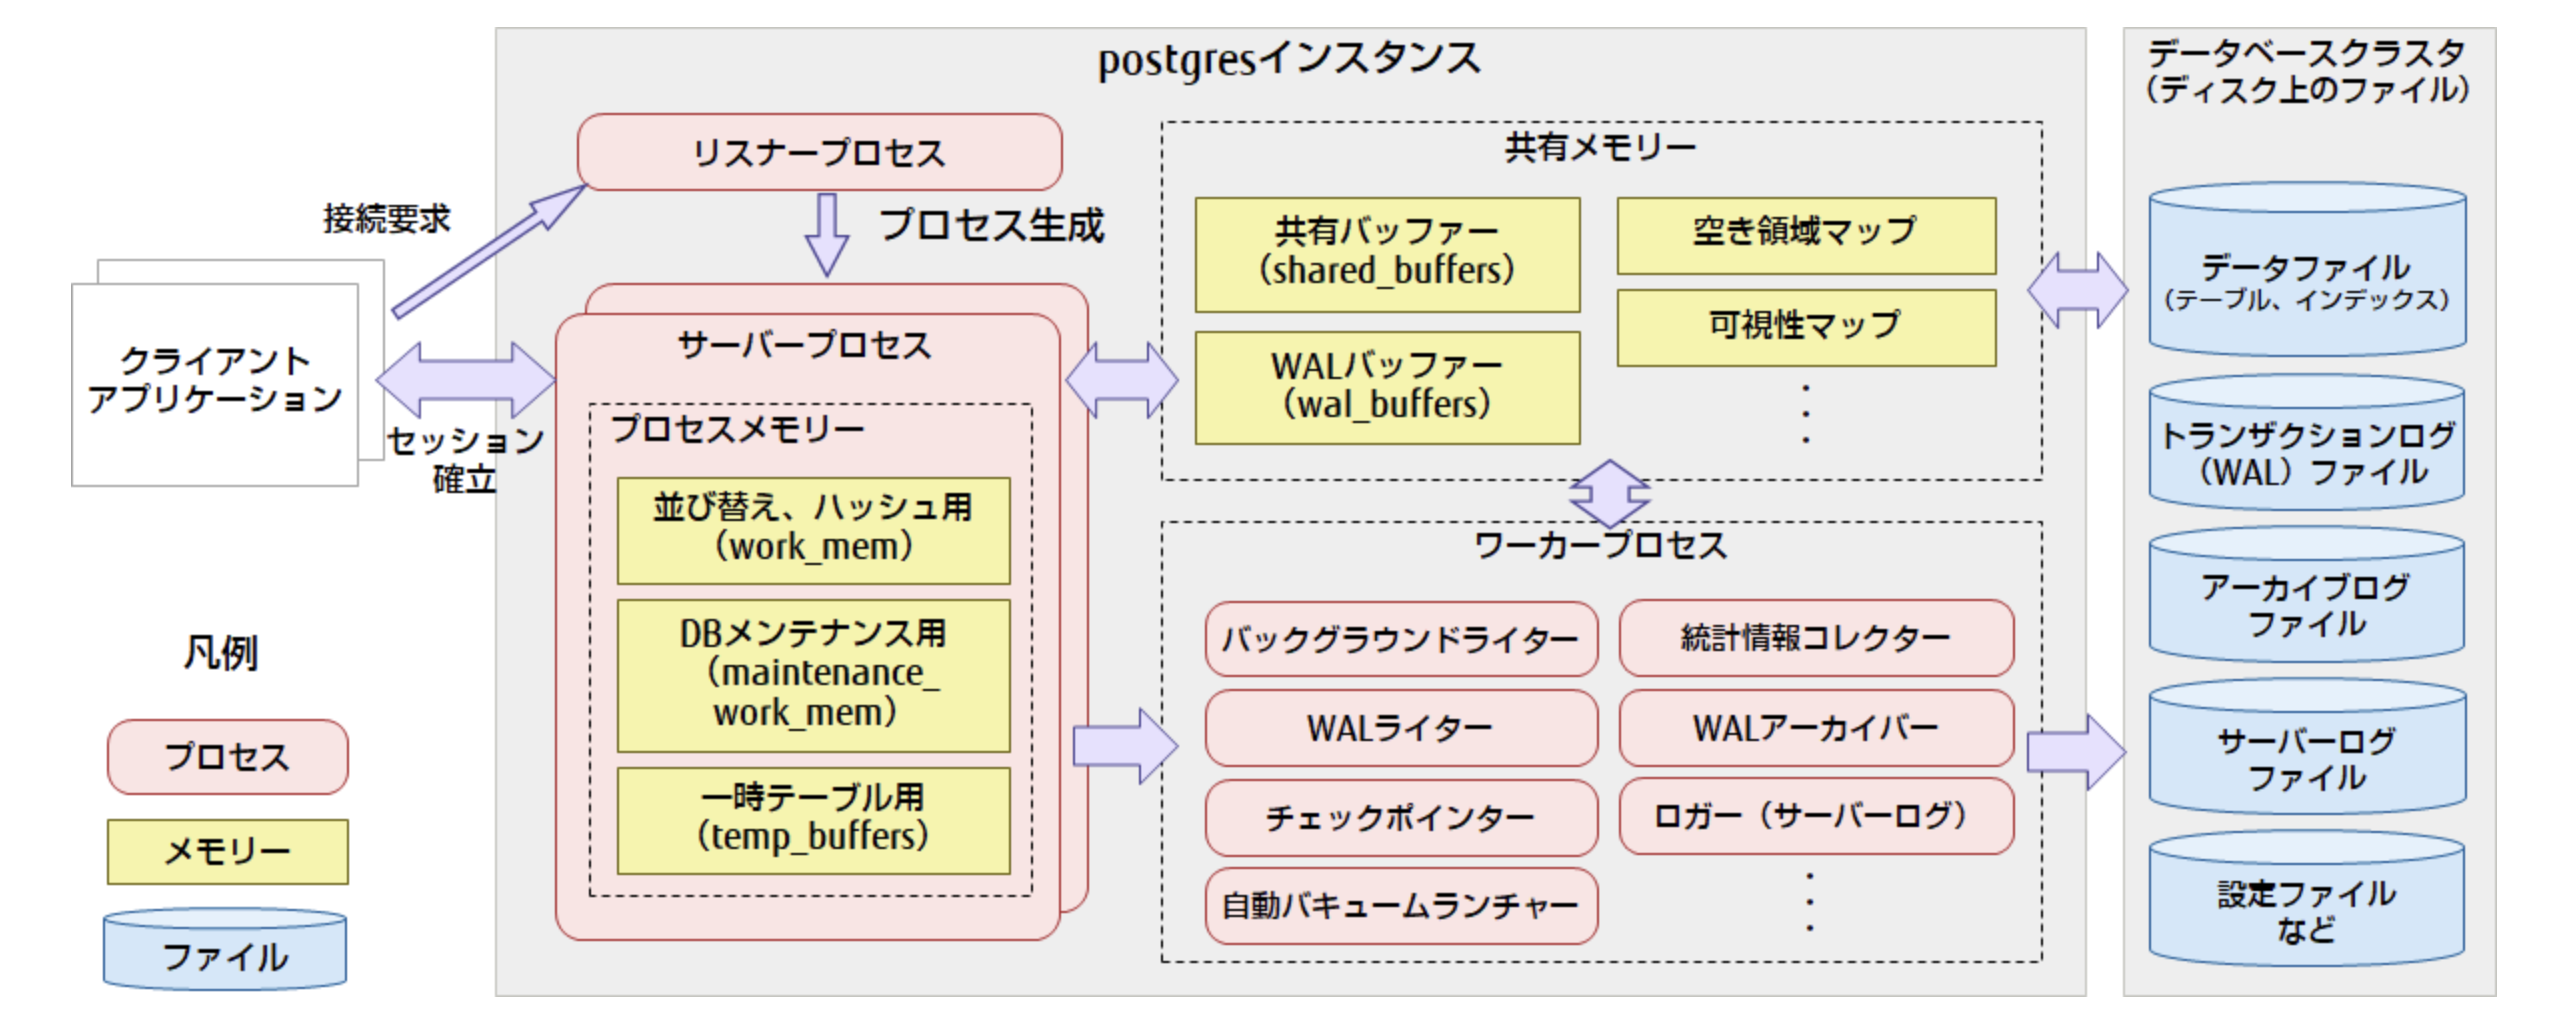 postgresインスタンス
データベースクラスタ
（ディスク上のファイル）
リスナープロセス
共有メモリー
接続要求
プロセス生成
共有バッファー
（shared_buffers）
空き領域マップ
データファイル
（テーブル、インデックス）
可視性マップ
クライアント
アプリケーション
サーバープロセス
WALバッファー
（wal_buffers）
セッション
確立
プロセスメモリー
トランザクションログ
（WAL）ファイル
並び替え、ハッシュ用
（work_mem）
ワーカープロセス
アーカイブログ
ファイル
DBメンテナンス用
（maintenance_
work_mem）
バックグラウンドライター
統計情報コレクター
凡例
WALライター
WALアーカイバー
サーバーログ
ファイル
プロセス
一時テーブル用
（temp_buffers）
チェックポインター
ロガー（サーバーログ）
メモリー
自動バキュームランチャー
設定ファイル
など
ファイル